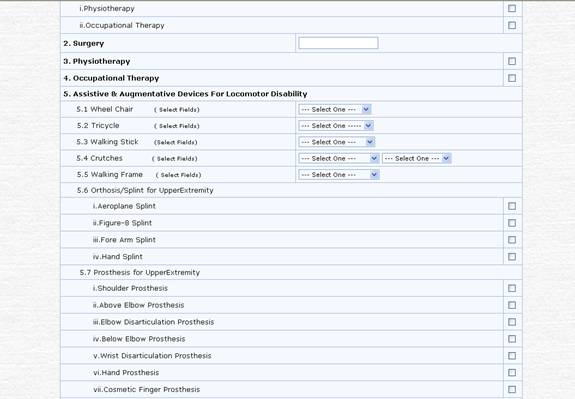 i.Physiotherapy
ii.Occupational Therapy
2. Surgery
3. Physiotherapy
4. Occupational Therapy
5. Assistive & Augmentative Devices For Locomotor Disability
5.1 Wheel Chair ( Select Fields) --- Select One ---
5.2 Tricycle ( Select Fields) --- Select One -----
5.3 Walking Stick (Select Fields) --- Select One ---
5.4 Crutches ( Select Fields) --- Select One --- --- Select One ---
5.5 Walking Frame ( Select Fields) --- Select One ---
5.6 Orthosis/Splint for UpperExtremity
i.Aeroplane Splint
ii.Figure-8 Splint
iii.Fore Arm Splint
iv.Hand Splint
5.7 Prosthesis for UpperExtremity
i.Shoulder Prosthesis
ii.Above Elbow Prosthesis
iii.Elbow Disarticulation Prosthesis
iv.Below Elbow Prosthesis
v.Wrist Disarticulation Prosthesis
vi.Hand Prosthesis
vii.Cosmetic Finger Prosthesis